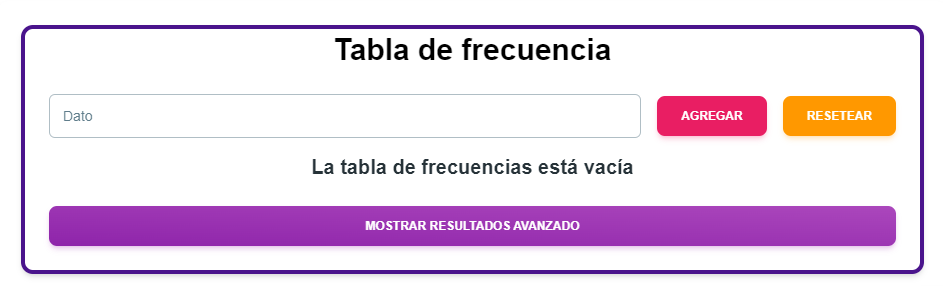 Tabla de frecuencia
Dato
AGREGAR
RESETEAR
La tabla de frecuencias está vacía
MOSTRAR RESULTADOS AVANZADO